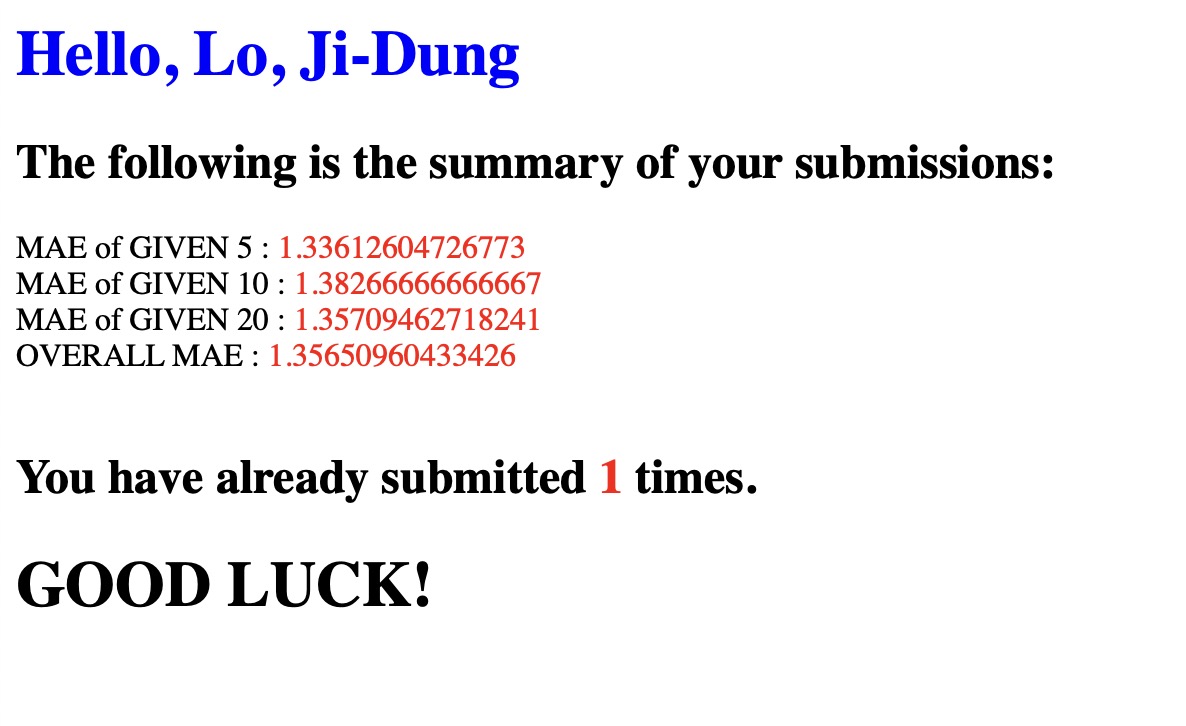 Hello, Lo, Ji-Dung
The following is the summary of your submissions:
MAE of GIVEN 5 : 1.33612604726773
MAE of GIVEN 10 : 1.38266666666667
MAE of GIVEN 20 : 1.35709462718241
OVERALL MAE : 1.35650960433426
You have already submitted 1 times.
GOOD LUCK!